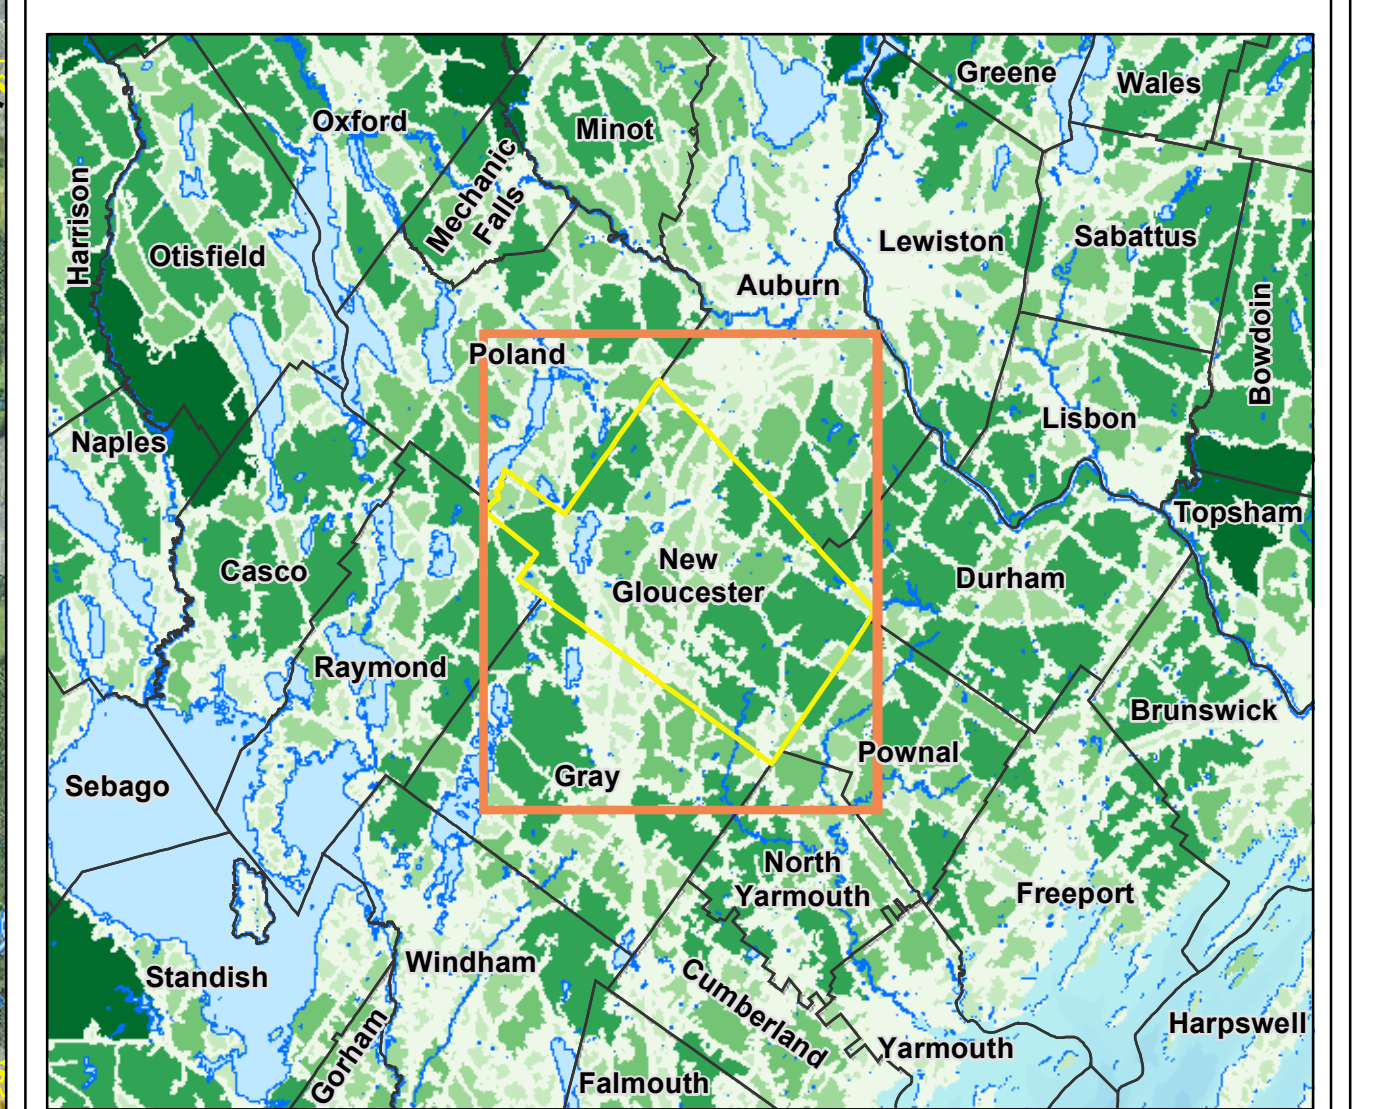 Greene
Wales
Oxford
Minot
Mechanic
Falls
Harrison
Otisfield
Lewiston
Sabattus
Auburn
Bowdoin
Poland
Naples
Lisbon
Topsham
Casco
New
Gloucester
Durham
Raymond
Brunswick
Sebago
Gray
Pownal
North
Yarmouth
Freeport
Standish
Windham
Cumberland
Harpswell
Gorham
Yarmouth
Falmouth